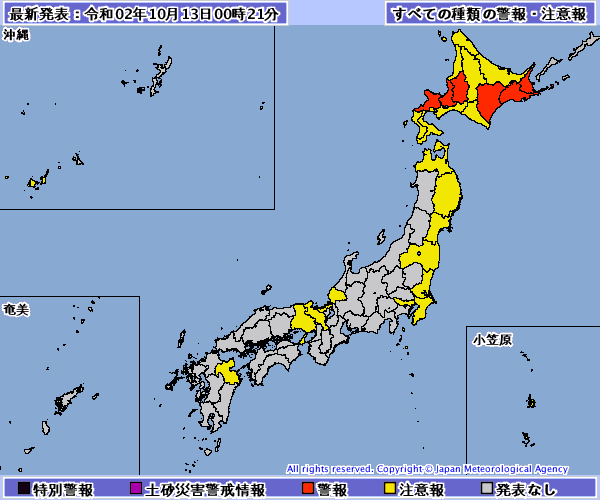 最新発表：令和02年10月13日00時21分
すべての種類の警報・注意報
沖縄
奄美
小笠原
All rights reserved. Copyright © Japan Meteorological Agency
特別警報 土砂災害警戒情報 警報 注意報 発表なし